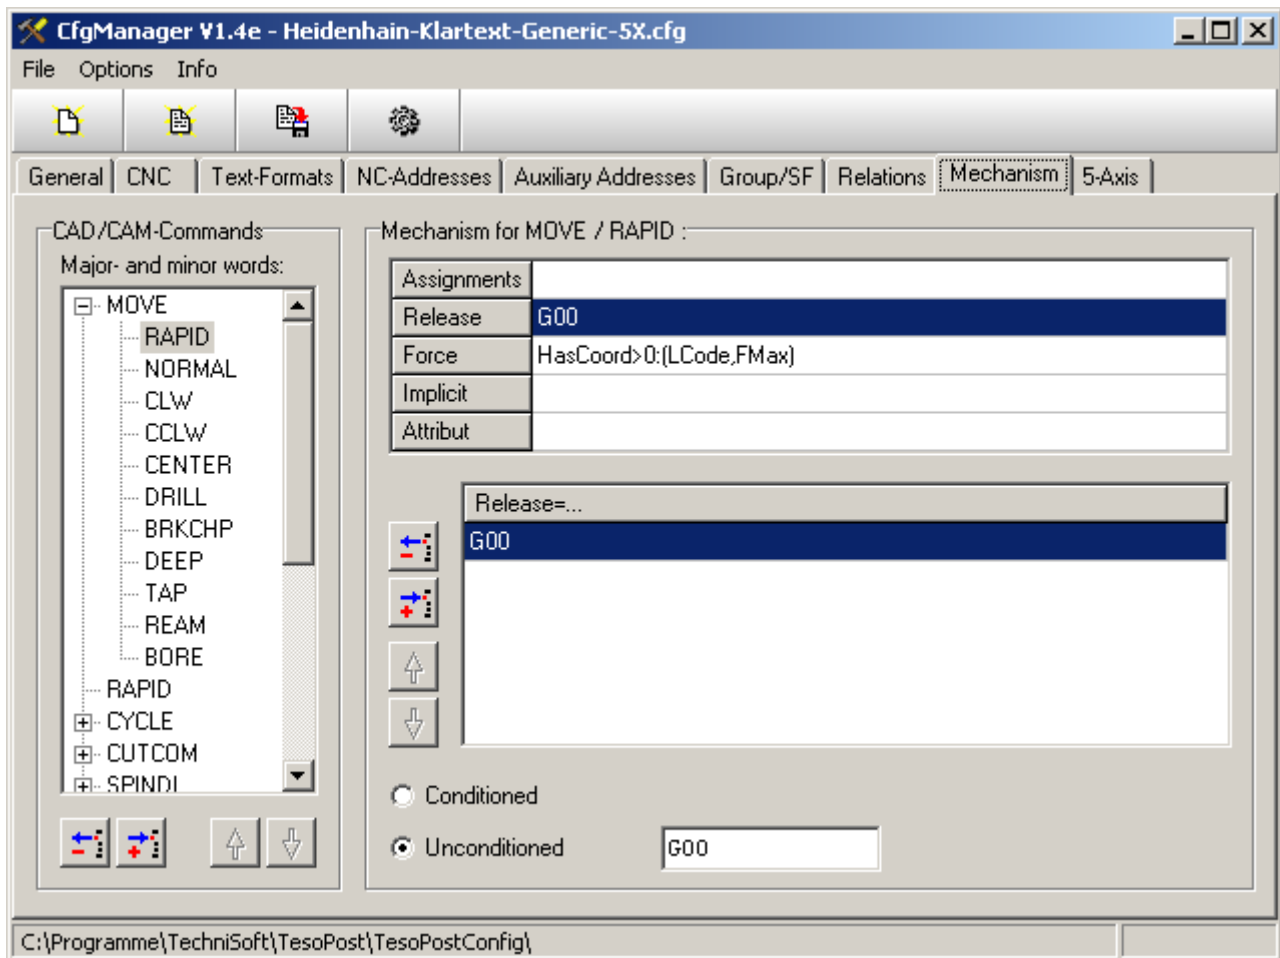 CfgManager V1.4e - Heidenhain-Klartext-Generic-5X.cfg
File Options Info
General CNC Text-Formats NC-Addresses Auxiliary Addresses Group/SF Relations Mechanism 5-Axis
CAD/CAM-Commands
Major- and minor words:
MOVE
RAPID
NORMAL
CLW
CCLW
CENTER
DRILL
BRKCHP
DEEP
TAP
REAM
BORE
RAPID
CYCLE
CUTCOM
SPINDL
Mechanism for MOVE / RAPID :
Assignments
Release G00
Force HasCoord>0:(LCode,FMax)
Implicit
Attribut
Release=...
G00
Conditioned
Unconditioned G00
C:\Programme\TechniSoft\TesoPost\TesoPostConfig\